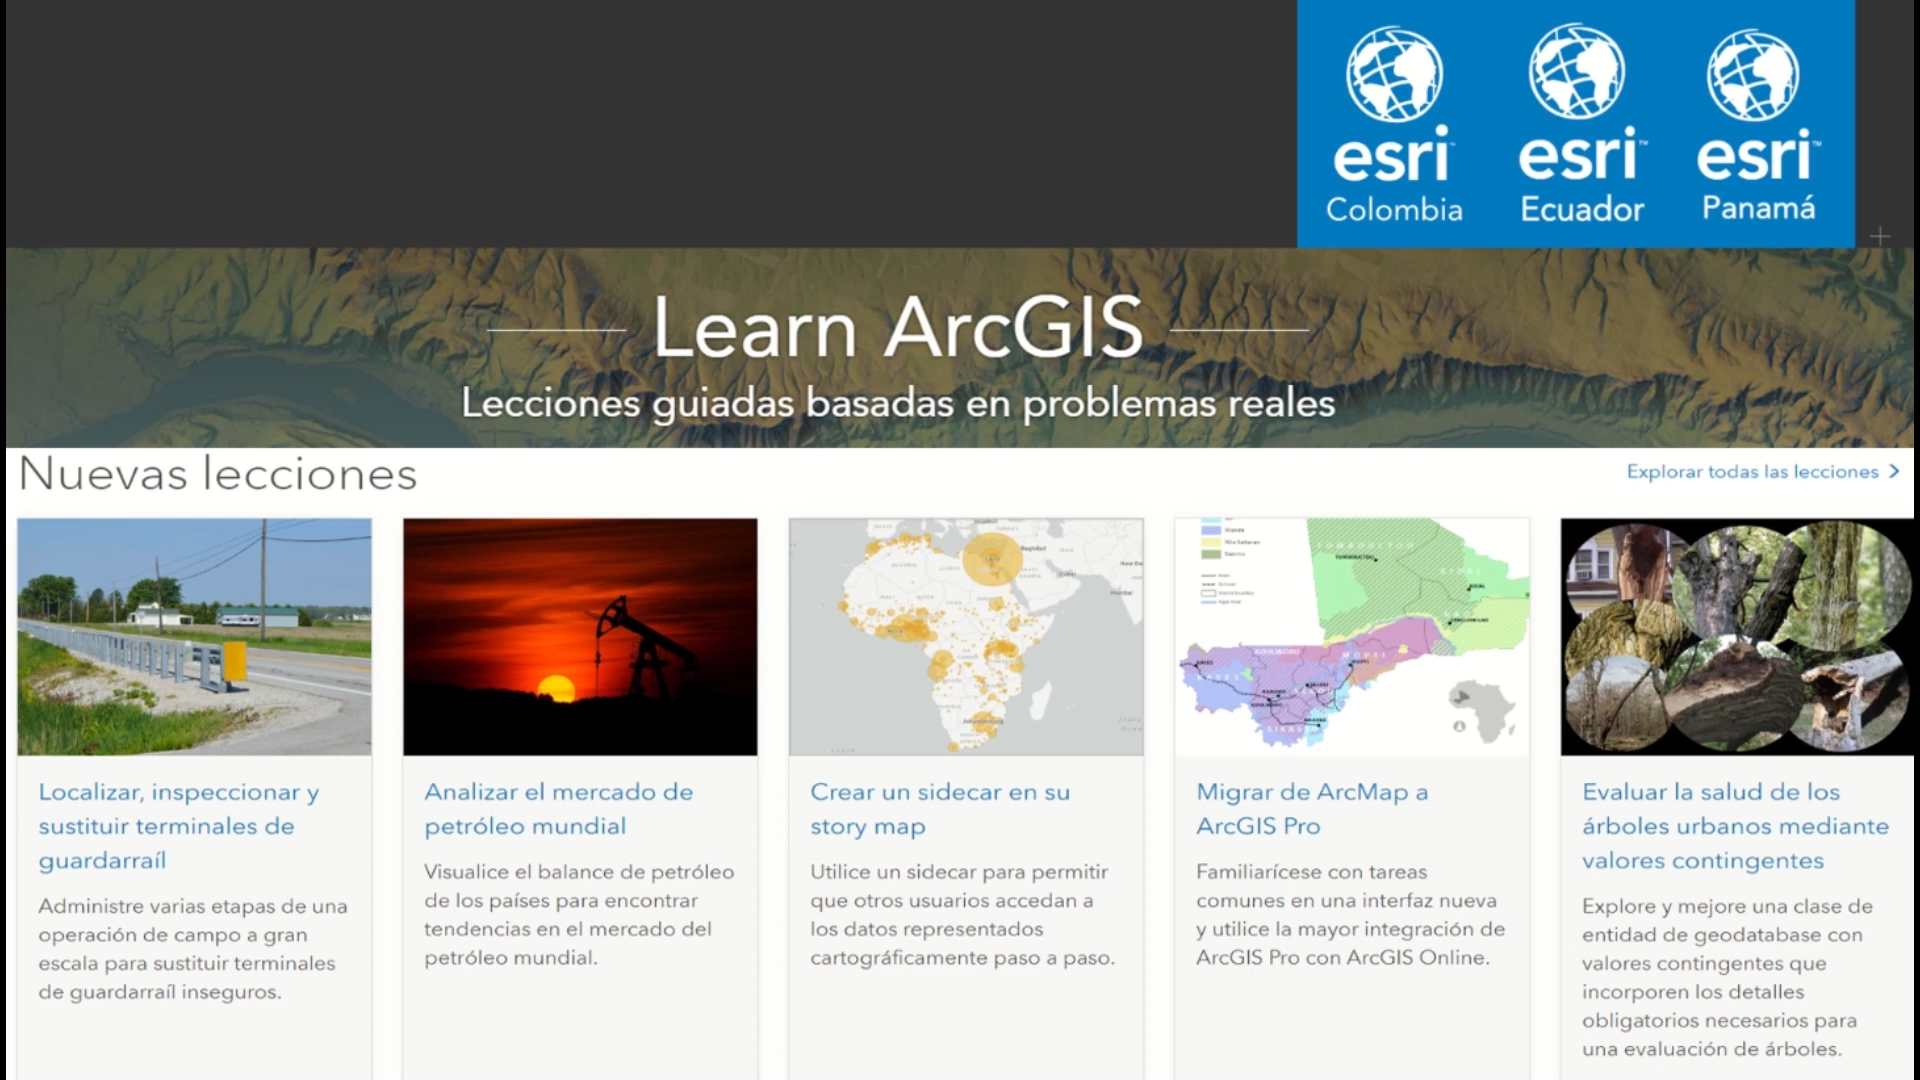 esri™ esri™ esri™
Colombia Ecuador Panamá
Learn ArcGIS
Lecciones guiadas basadas en problemas reales
Nuevas lecciones
Explorar todas las lecciones
Localizar, inspeccionar y
sustituir terminales de
guardarraíl
Administre varias etapas de una
operación de campo a gran
escala para sustituir terminales
de guardarraíl inseguros.
Analizar el mercado de
petróleo mundial
Visualice el balance de petróleo
de los países para encontrar
tendencias en el mercado del
petróleo mundial.
Crear un sidecar en su
story map
Utilice un sidecar para permitir
que otros usuarios accedan a
los datos representados
cartográficamente paso a paso.
Migrar de ArcMap a
ArcGIS Pro
Familiarícese con tareas
comunes en una interfaz nueva
y utilice la mayor integración de
ArcGIS Pro con ArcGIS Online.
Evaluar la salud de los
árboles urbanos mediante
valores contingentes
Explore y mejore una clase de
entidad de geodatabase con
valores contingentes que
incorporen los detalles
obligatorios necesarios para
una evaluación de árboles.